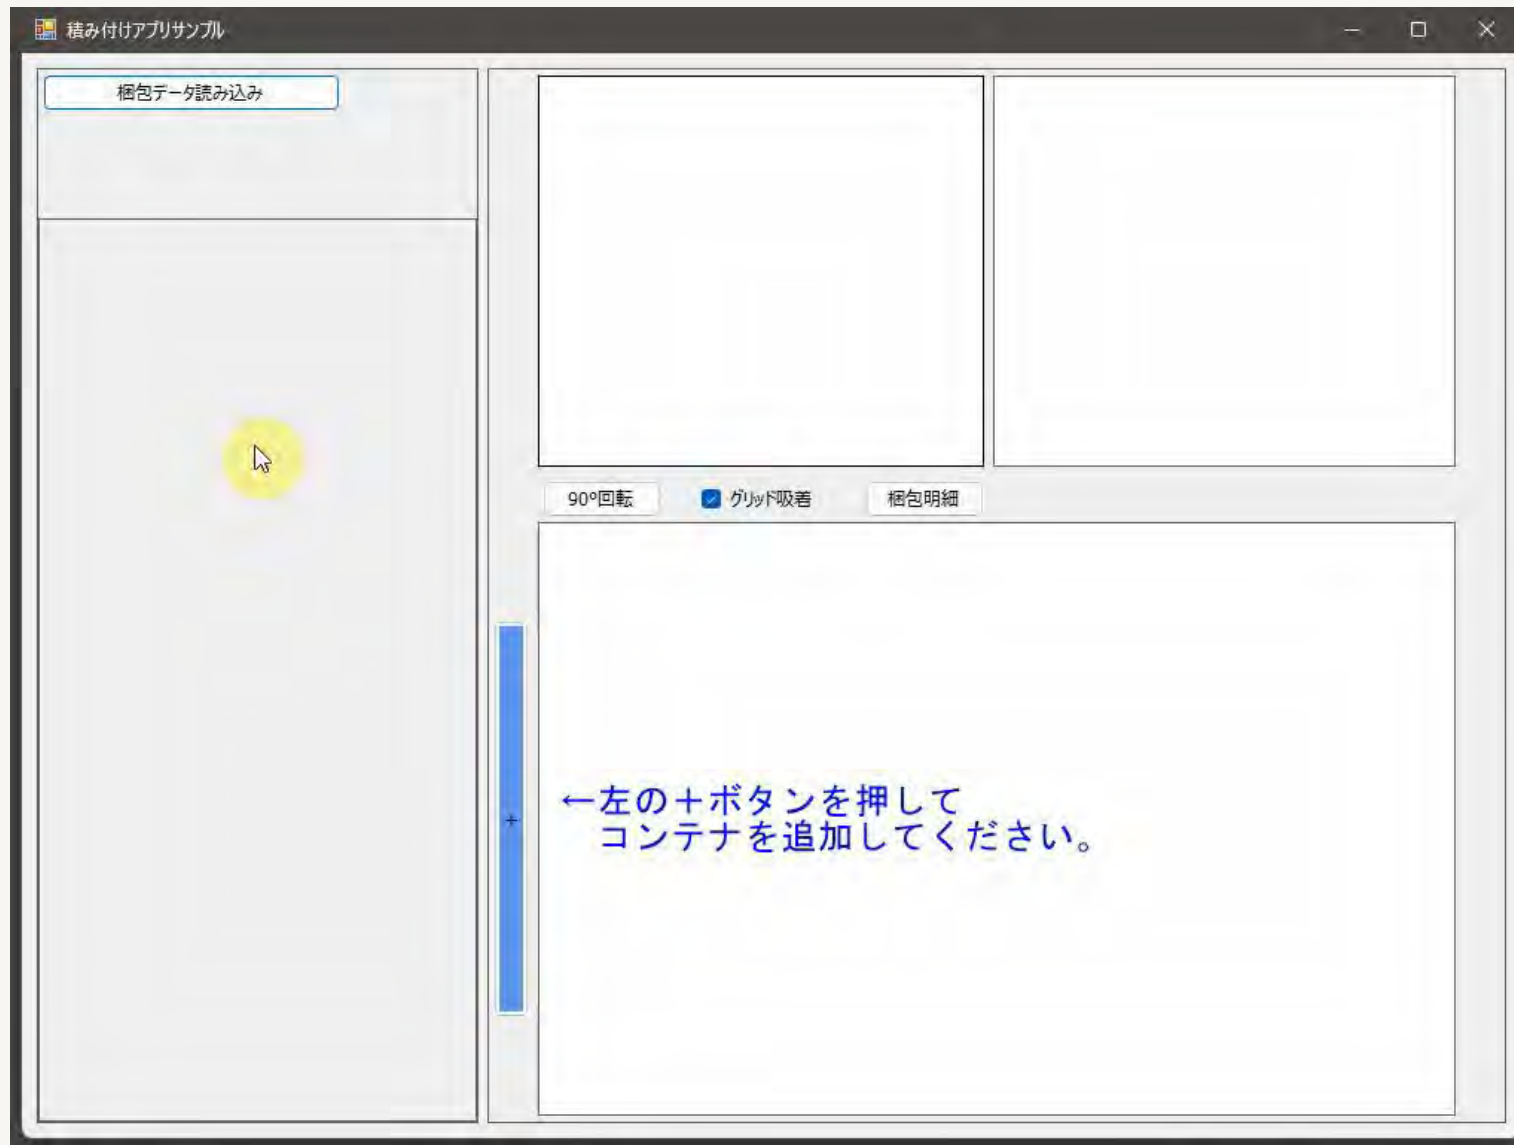 積み付けアプリサンプル
梱包データ読み込み
90°回転
グリッド吸着
梱包明細
+
←左の＋ボタンを押して
コンテナを追加してください。